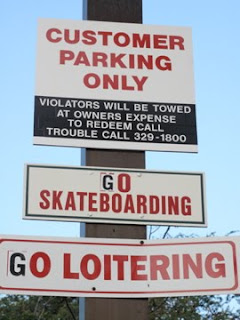 CUSTOMER
PARKING
ONLY
VIOLATORS WILL BE TOWED
AT OWNERS EXPENSE
TO REDEEM CALL
TROUBLE CALL 329-1800
GO
SKATEBOARDING
GO LOITERING